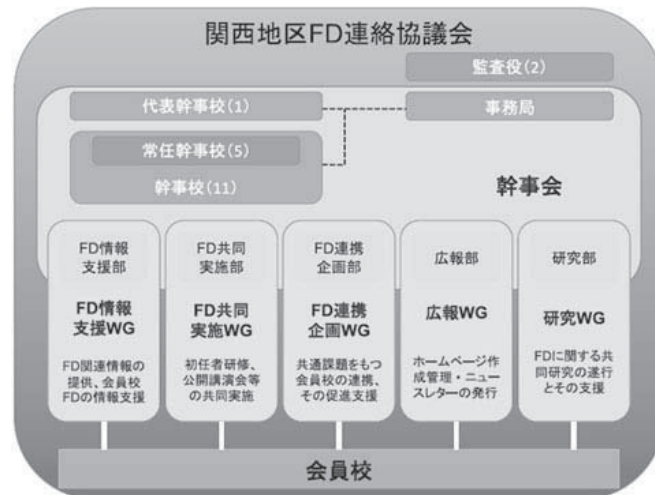 関西地区FD連絡協議会
監査役(2)
代表幹事校(1)
事務局
常任幹事校(5)
幹事校(11)
幹事会
FD情報
支援部
FD共同
実施部
FD連携
企画部
広報部
研究部
FD情報
支援WG
FD共同
実施WG
FD連携
企画WG
広報WG
研究WG
FD関連情報の
提供、会員校
FDの情報支援
初任者研修、
公開講演会等
の共同実施
共通課題をもつ
会員校の連携、
その促進支援
ホームページ作
成管理・ニュー
スレターの発行
FDに関する共
同研究の遂行
とその支援
会員校